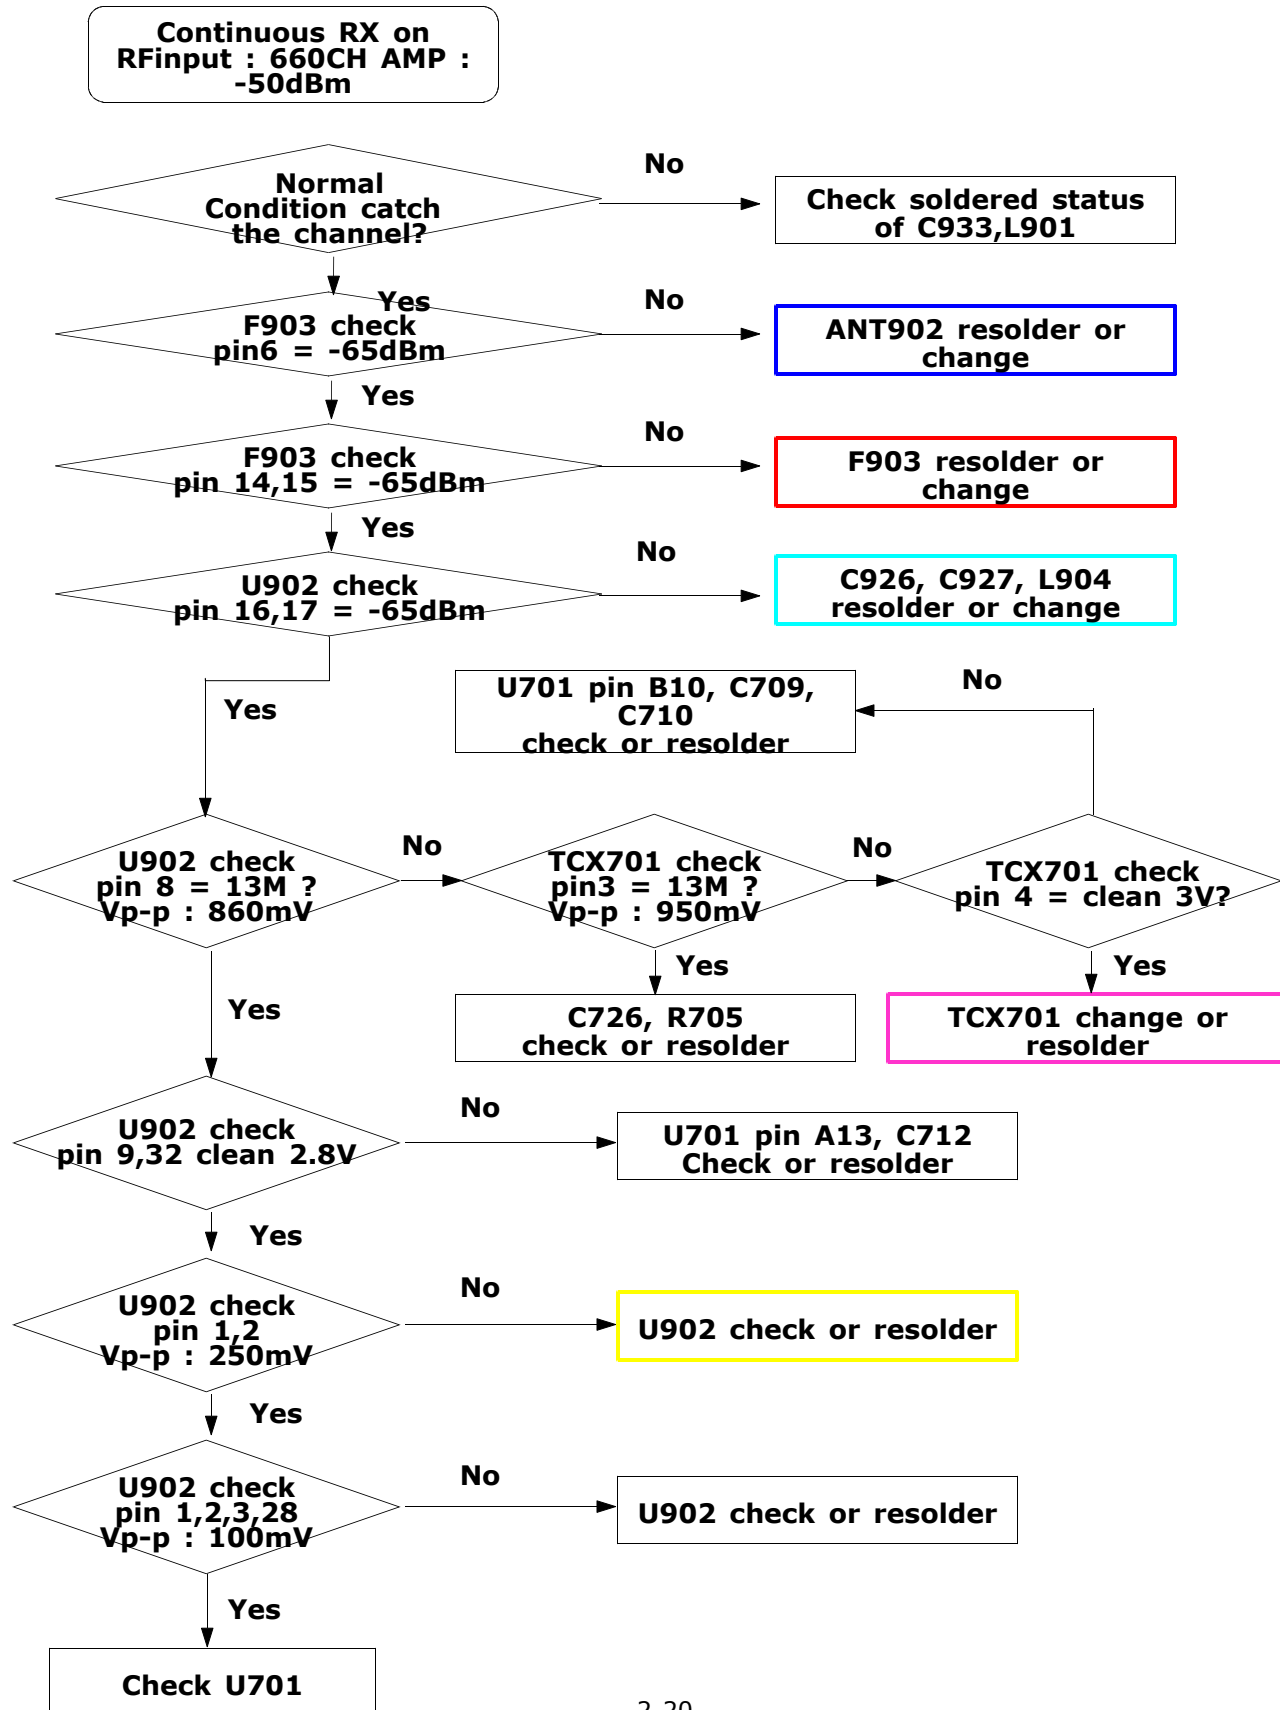 Continuous RX on
RFinput : 660CH AMP :
-50dBm
No
Normal
Condition catch
the channel?
Check soldered status
of C933,L901
Yes
No
F903 check
pin6 = -65dBm
ANT902 resolder or
change
Yes
No
F903 check
pin 14,15 = -65dBm
F903 resolder or
change
Yes
No
U902 check
pin 16,17 = -65dBm
C926, C927, L904
resolder or change
Yes
U701 pin B10, C709,
C710
check or resolder
No
U902 check
pin 8 = 13M ?
Vp-p : 860mV
No
TCX701 check
pin3 = 13M ?
Vp-p : 950mV
No
TCX701 check
pin 4 = clean 3V?
Yes
Yes
Yes
C726, R705
check or resolder
TCX701 change or
resolder
U902 check
pin 9,32 clean 2.8V
No
U701 pin A13, C712
Check or resolder
Yes
U902 check
pin 1,2
Vp-p : 250mV
No
U902 check or resolder
Yes
U902 check
pin 1,2,3,28
Vp-p : 100mV
No
U902 check or resolder
Yes
Check U701